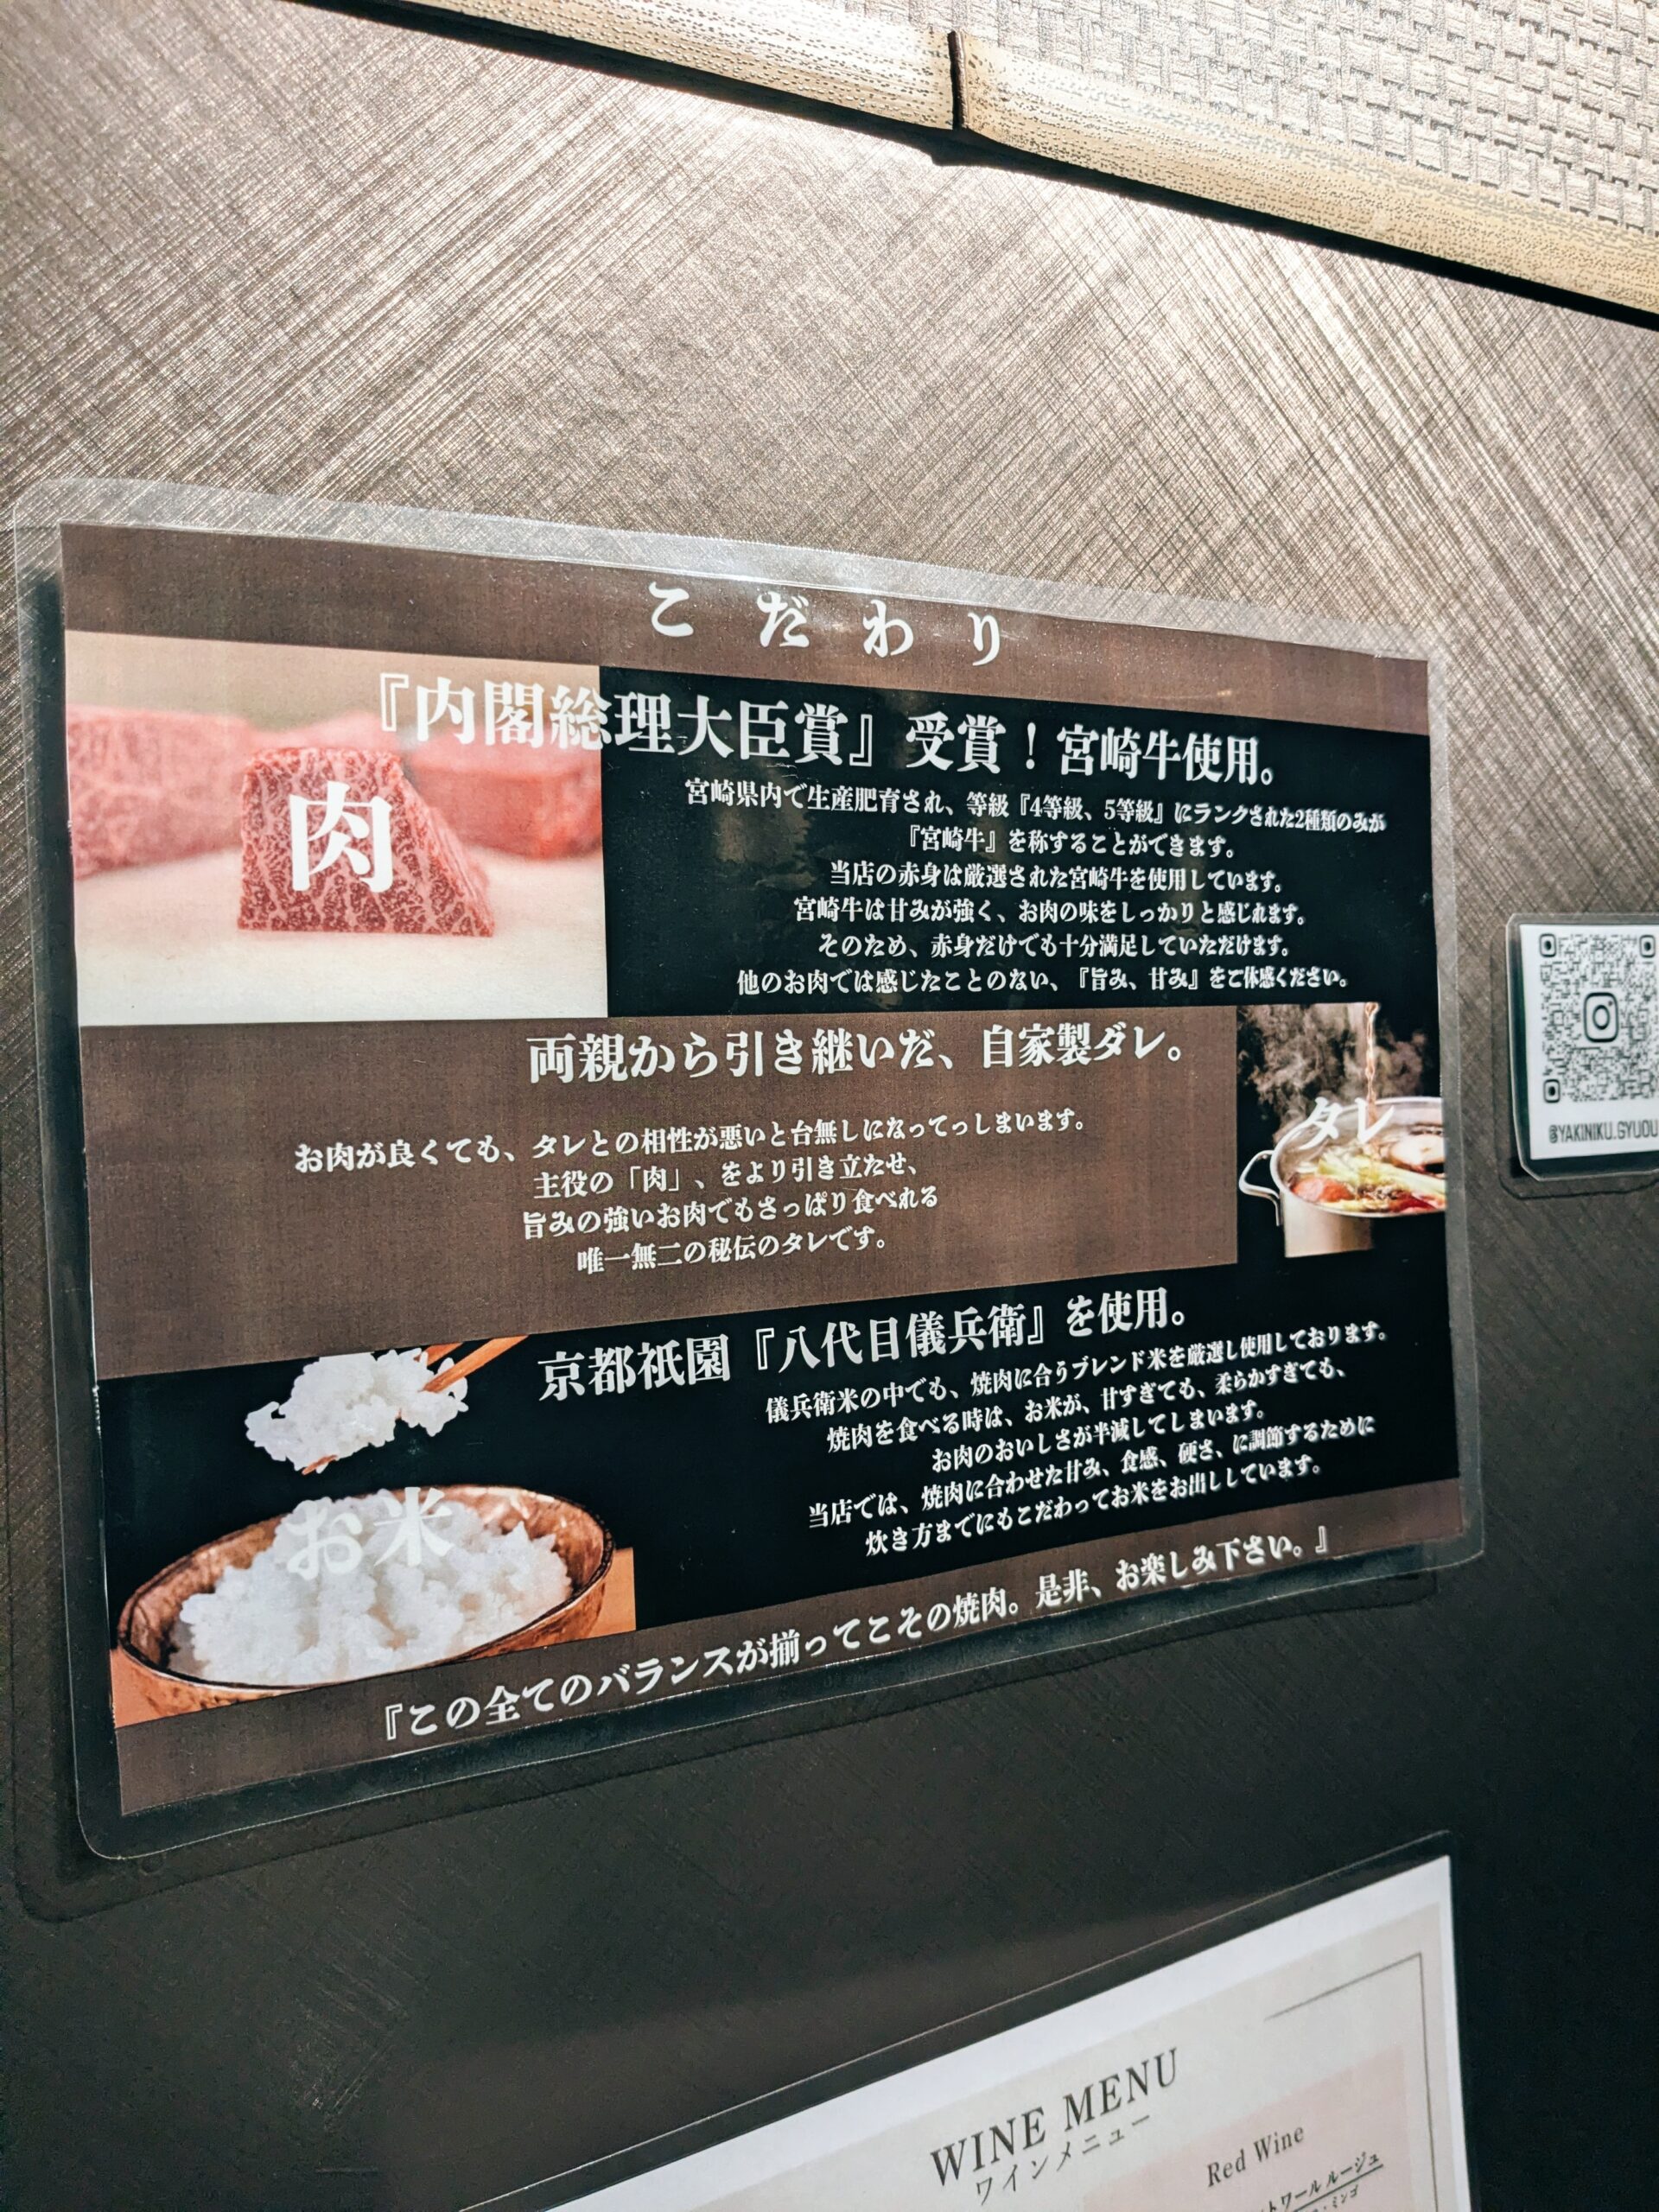 こだわり
『内閣総理大臣賞』受賞！宮崎牛使用。
肉
宮崎県内で生産肥育され、等級『4等級、5等級』にランクされた2種類のみが
『宮崎牛』を称することができます。
当店の赤身は厳選された宮崎牛を使用しています。
宮崎牛は甘みが強く、お肉の味をしっかりと感じれます。
そのため、赤身だけでも十分満足していただけます。
他のお肉では感じたことのない、『旨み、甘み』をご体感ください。
両親から引き継いだ、自家製ダレ。
タレ
お肉が良くても、タレとの相性が悪いと台無しになってっしまいます。
主役の「肉」、をより引き立たせ、
旨みの強いお肉でもさっぱり食べれる
唯一無二の秘伝のタレです。
京都祇園『八代目儀兵衛』を使用。
お米
儀兵衛米の中でも、焼肉に合うブレンド米を厳選し使用しております。
焼肉を食べる時は、お米が、甘すぎても、柔らかすぎても、
お肉のおいしさが半減してしまいます。
当店では、焼肉に合わせた甘み、食感、硬さ、に調節するために
炊き方までにもこだわってお米をお出ししています。
『この全てのバランスが揃ってこその焼肉。是非、お楽しみ下さい。』
@YAKINIKU.GYUOU
WINE MENU
ワインメニュー
Red Wine
トワール ルージュ